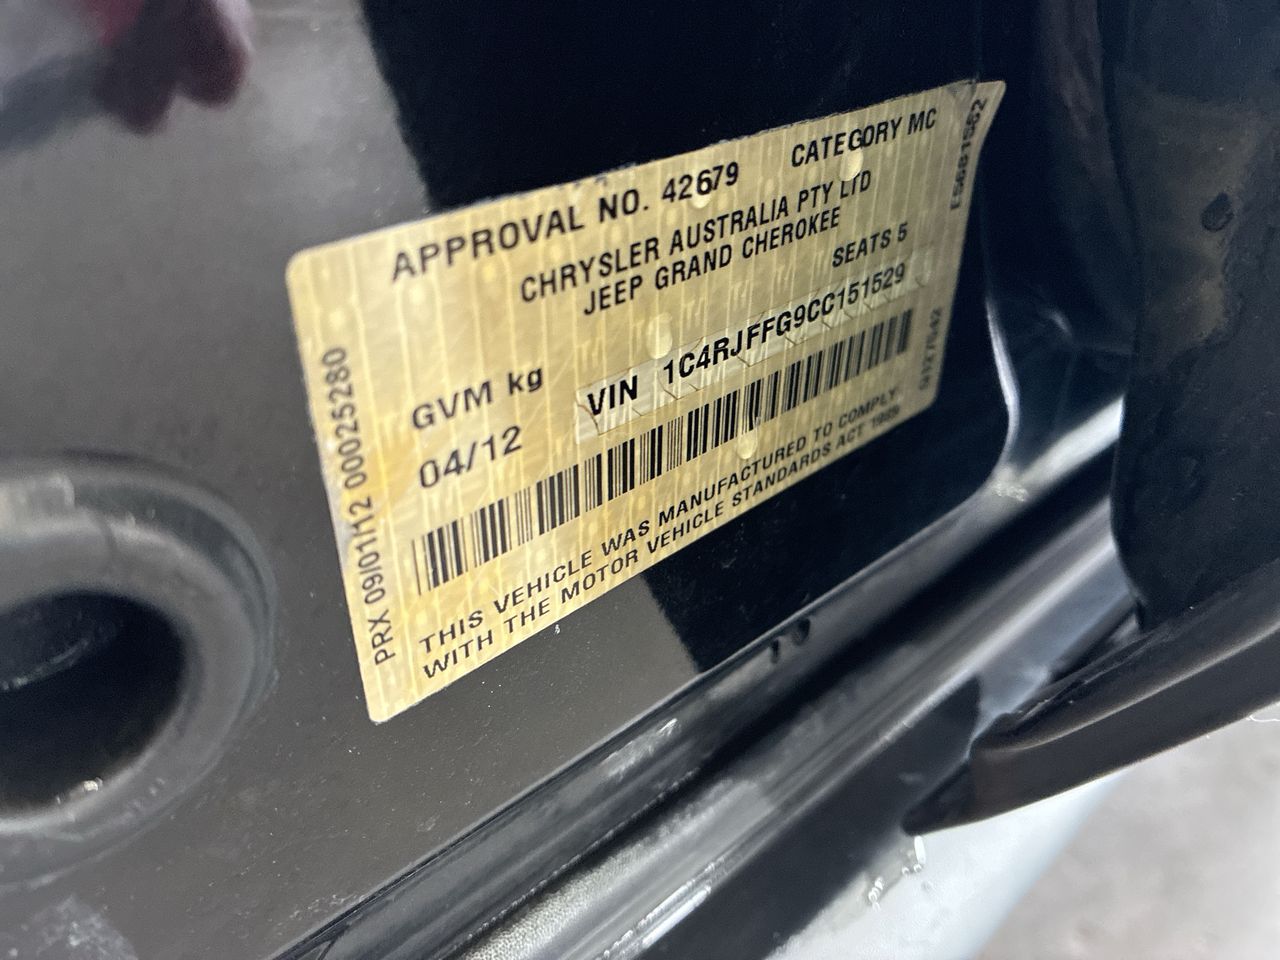 APPROVAL NO. 42679 CATEGORY MC
CHRYSLER AUSTRALIA PTY LTD
JEEP GRAND CHEROKEE
SEATS 5
GVM kg
04/12
VIN 1C4RJFFG9CC151529
THIS VEHICLE WAS MANUFACTURED TO COMPLY
WITH THE MOTOR VEHICLE STANDARDS ACT 1989
PRX 09/01/12 00025280